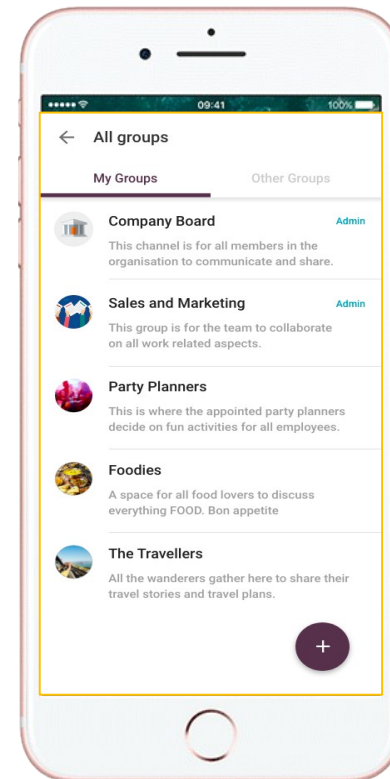 09:41
100%
All groups
My Groups
Other Groups
Company Board
Admin
This channel is for all members in the
organisation to communicate and share.
Sales and Marketing
Admin
This group is for the team to collaborate
on all work related aspects.
Party Planners
This is where the appointed party planners
decide on fun activities for all employees.
Foodies
A space for all food lovers to discuss
everything FOOD. Bon appetite
The Travellers
All the wanderers gather here to share their
travel stories and travel plans.
+